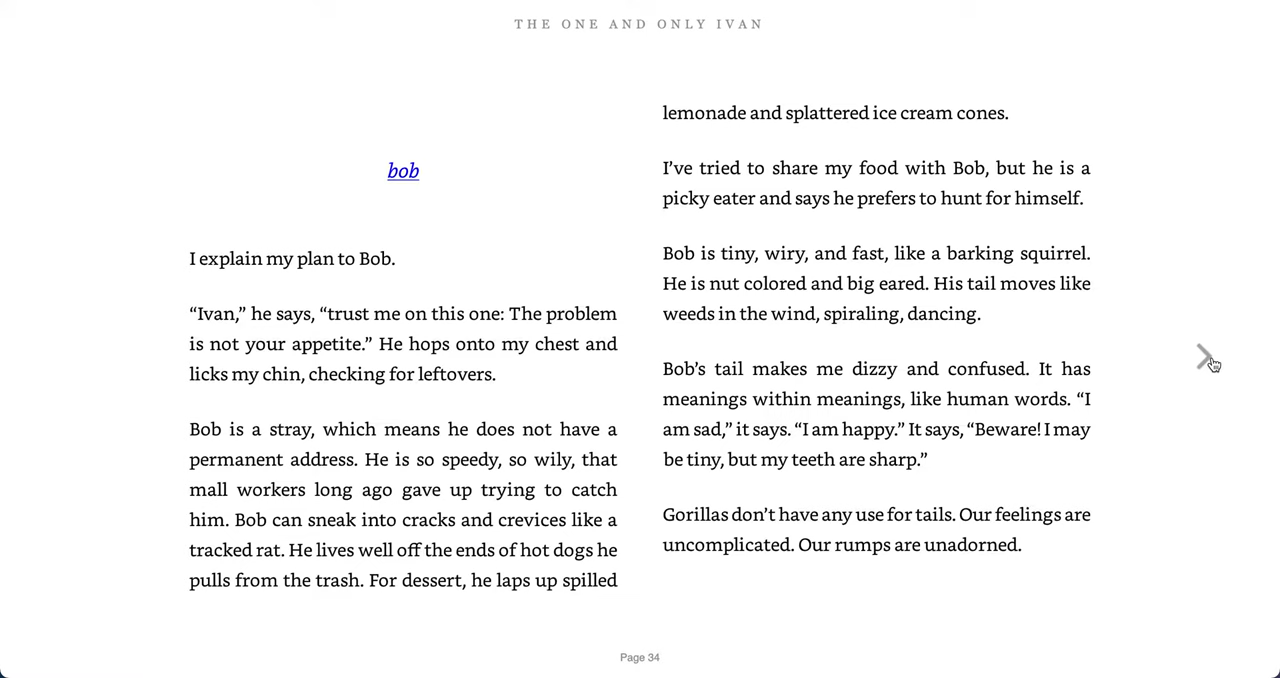 THE ONE AND ONLY IVAN
bob
I explain my plan to Bob.
“Ivan,” he says, “trust me on this one: The problem
is not your appetite.” He hops onto my chest and
licks my chin, checking for leftovers.
Bob is a stray, which means he does not have a
permanent address. He is so speedy, so wily, that
mall workers long ago gave up trying to catch
him. Bob can sneak into cracks and crevices like a
tracked rat. He lives well off the ends of hot dogs he
pulls from the trash. For dessert, he laps up spilled
lemonade and splattered ice cream cones.
I’ve tried to share my food with Bob, but he is a
picky eater and says he prefers to hunt for himself.
Bob is tiny, wiry, and fast, like a barking squirrel.
He is nut colored and big eared. His tail moves like
weeds in the wind, spiraling, dancing.
Bob’s tail makes me dizzy and confused. It has
meanings within meanings, like human words. “I
am sad,” it says. “I am happy.” It says, “Beware! I may
be tiny, but my teeth are sharp.”
Gorillas don’t have any use for tails. Our feelings are
uncomplicated. Our rumps are unadorned.
Page 34